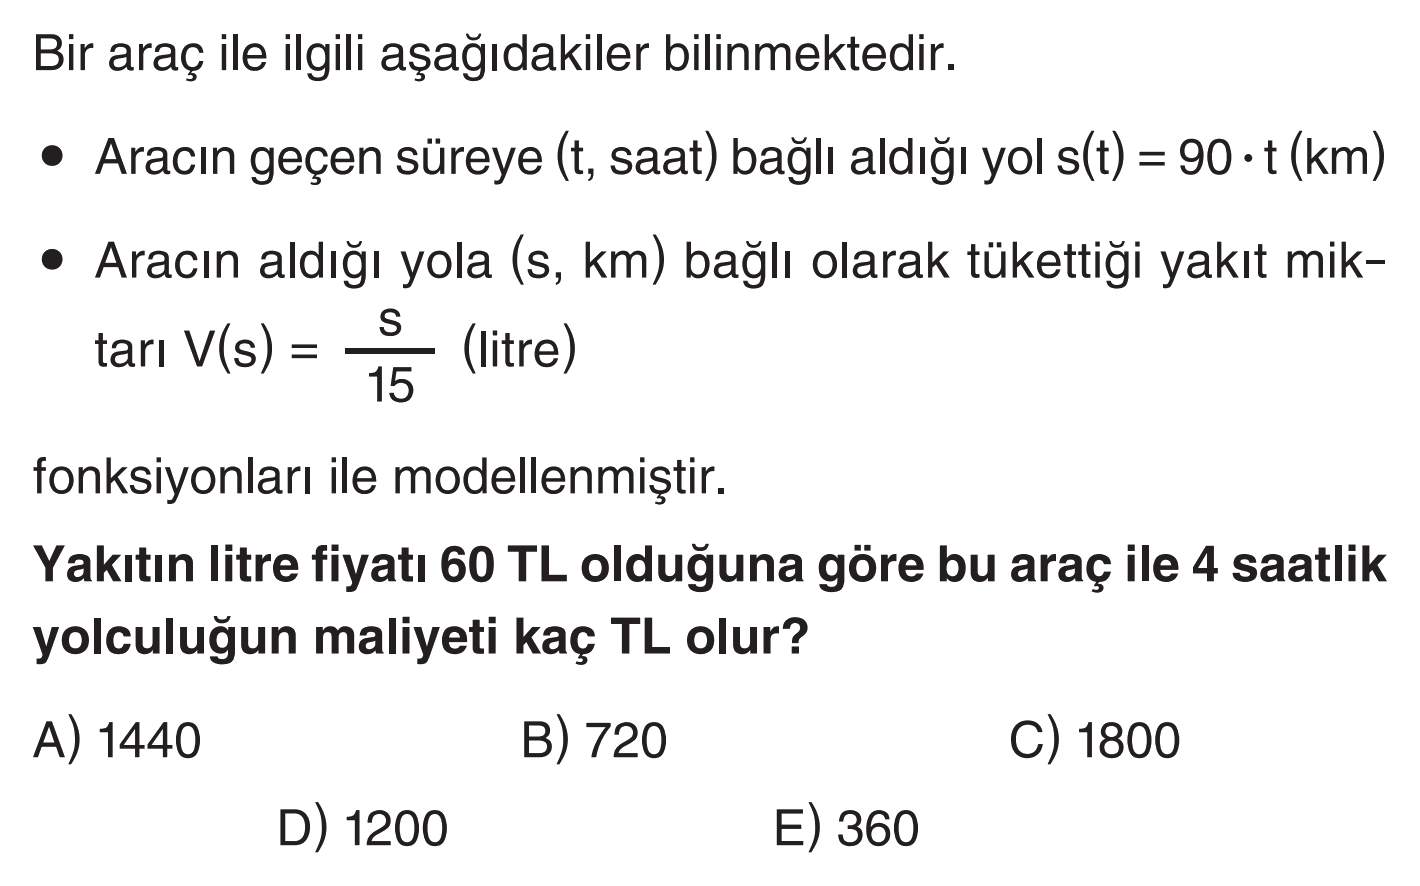 Bir araç ile ilgili aşağıdakiler bilinmektedir.
• Aracın geçen süreye (t, saat) bağlı aldığı yol s(t) = 90 · t (km)
• Aracın aldığı yola (s, km) bağlı olarak tükettiği yakıt mik-
tarı V(s) = s/15 (litre)
fonksiyonları ile modellenmiştir.
Yakıtın litre fiyatı 60 TL olduğuna göre bu araç ile 4 saatlik
yolculuğun maliyeti kaç TL olur?
A) 1440 B) 720 C) 1800
D) 1200 E) 360